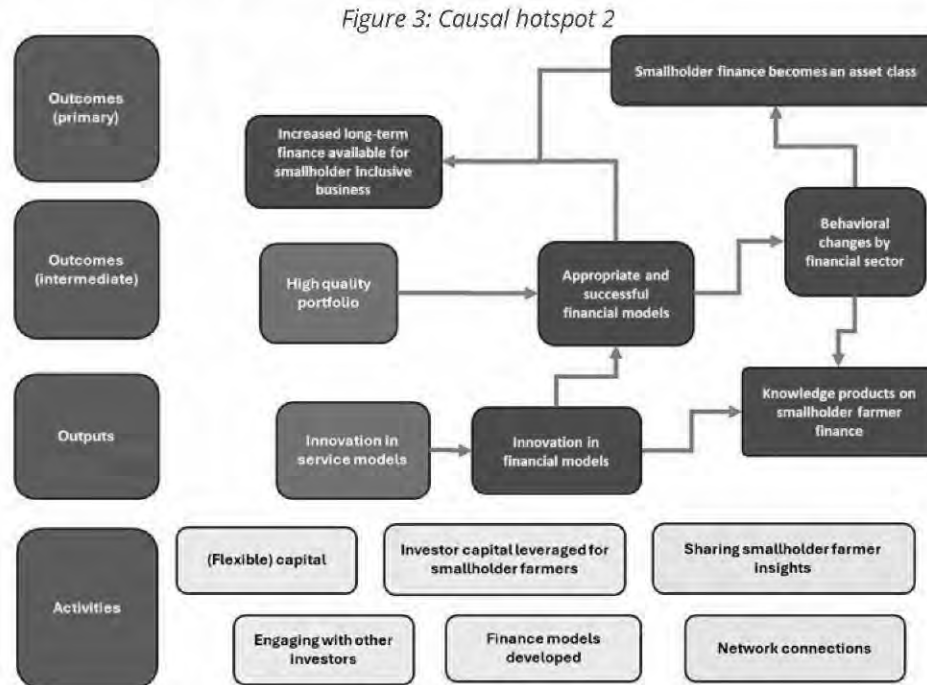 Figure 3: Causal hotspot 2
Smallholder finance becomes an asset class
Outcomes
(primary)
Increased long-term
finance available for
smallholder inclusive
business
Outcomes
(intermediate)
High quality
portfolio
Appropriate and
successful
financial models
Behavioral
changes by
financial sector
Outputs
Innovation in
service models
Innovation in
financial models
Knowledge products on
smallholder farmer
finance
Activities
(Flexible) capital
Investor capital leveraged for
smallholder farmers
Sharing smallholder farmer
insights
Engaging with other
investors
Finance models
developed
Network connections